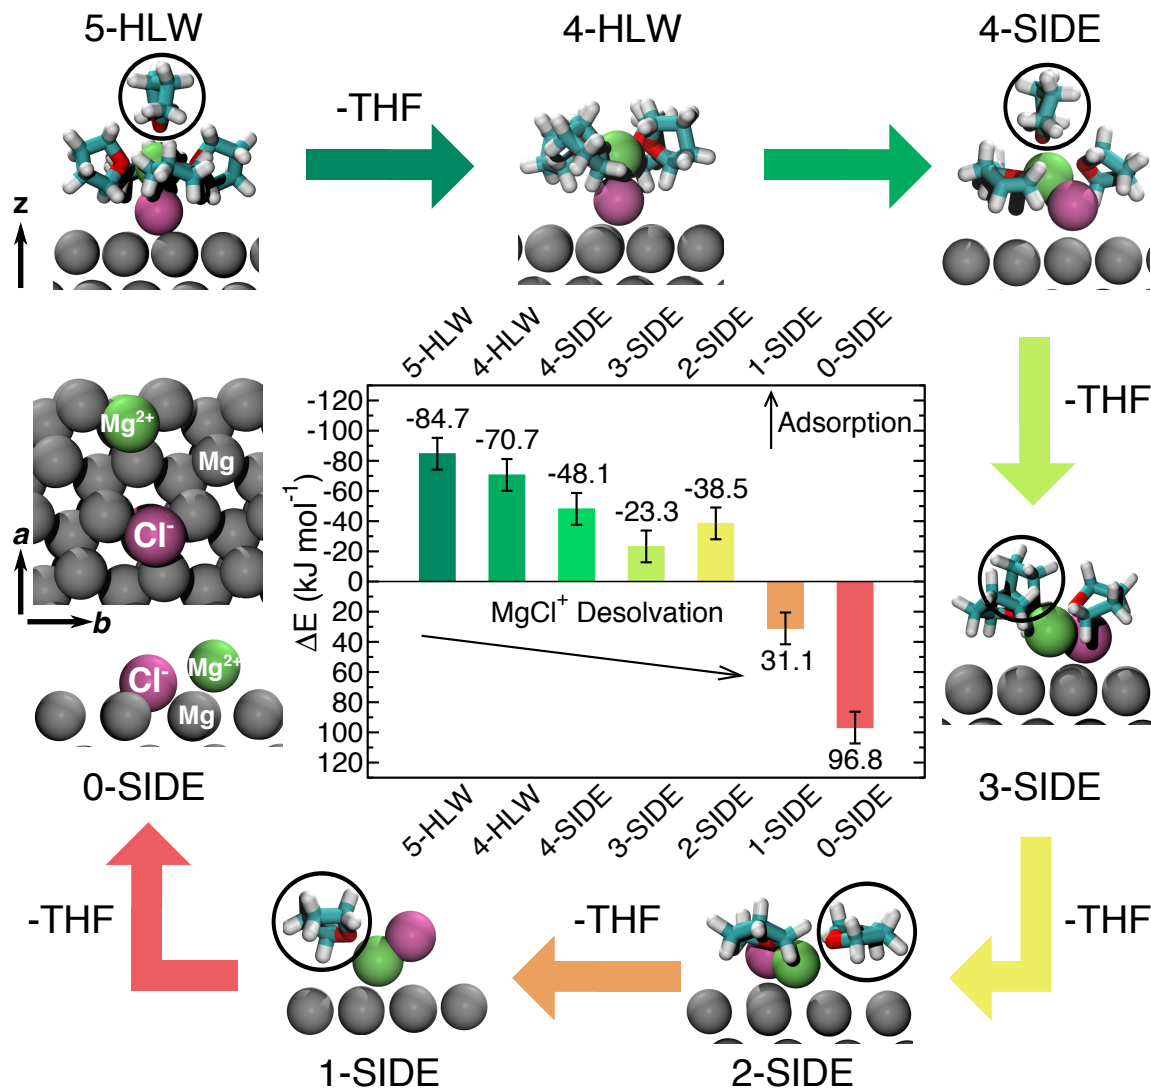 5-HLW
4-HLW
4-SIDE
-THF
z
5-HLW
4-HLW
4-SIDE
3-SIDE
2-SIDE
1-SIDE
0-SIDE
-THF
Mg²⁺
Mg
Cl⁻
a
b
Cl⁻
Mg²⁺
Mg
0-SIDE
ΔE (kJ mol⁻¹)
-120
-100
-80
-60
-40
-20
0
20
40
60
80
100
120
-84.7
-70.7
-48.1
-23.3
-38.5
31.1
96.8
Adsorption
MgCl⁺ Desolvation
5-HLW
4-HLW
4-SIDE
3-SIDE
2-SIDE
1-SIDE
0-SIDE
3-SIDE
-THF
-THF
-THF
1-SIDE
2-SIDE